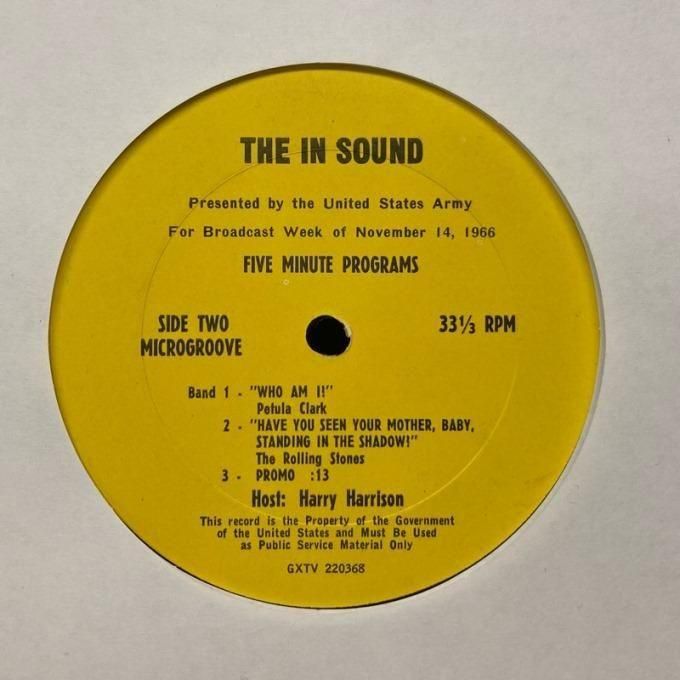 THE IN SOUND
Presented by the United States Army
For Broadcast Week of November 14, 1966
FIVE MINUTE PROGRAMS
SIDE TWO
MICROGROOVE
33⅓ RPM
Band 1 - "WHO AM I!"
Petula Clark
2 - "HAVE YOU SEEN YOUR MOTHER, BABY,
STANDING IN THE SHADOW!"
The Rolling Stones
3 - PROMO :13
Host: Harry Harrison
This record is the Property of the Government
of the United States and Must Be Used
as Public Service Material Only
GXTV 220368